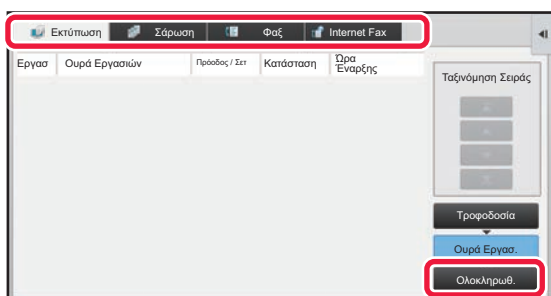 Εκτύπωση Σάρωση Φαξ Internet Fax
Εργασ Ουρά Εργασιών Πρόοδος / Σετ Κατάσταση Ώρα Έναρξης
Ταξινόμηση Σειράς
Τροφοδοσία
Ουρά Εργασ.
Ολοκληρωθ.